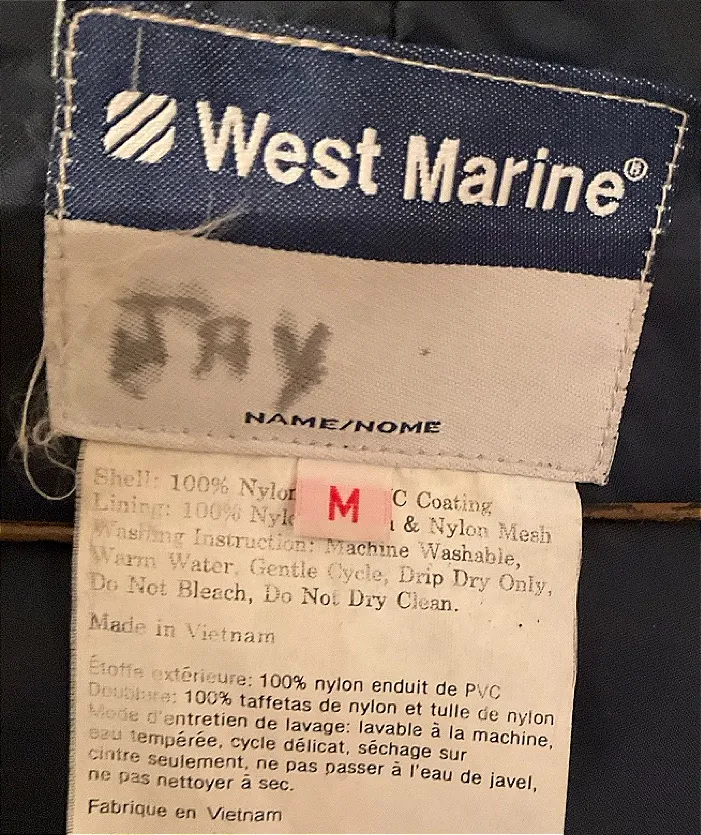 West Marine®
JAY
NAME/NOME
M
Shell: 100% Nylon C Coating
Lining: 100% Nylo & Nylon Mesh
Washing Instruction: Machine Washable,
Warm Water, Gentle Cycle, Drip Dry Only,
Do Not Bleach, Do Not Dry Clean.
Made in Vietnam
Étoffe extérieure: 100% nylon enduit de PVC
Doublure: 100% taffetas de nylon et tulle de nylon
Mode d'entretien de lavage: lavable à la machine,
eau tempérée, cycle délicat, séchage sur
cintre seulement, ne pas passer à l'eau de javel,
ne pas nettoyer à sec.
Fabrique en Vietnam